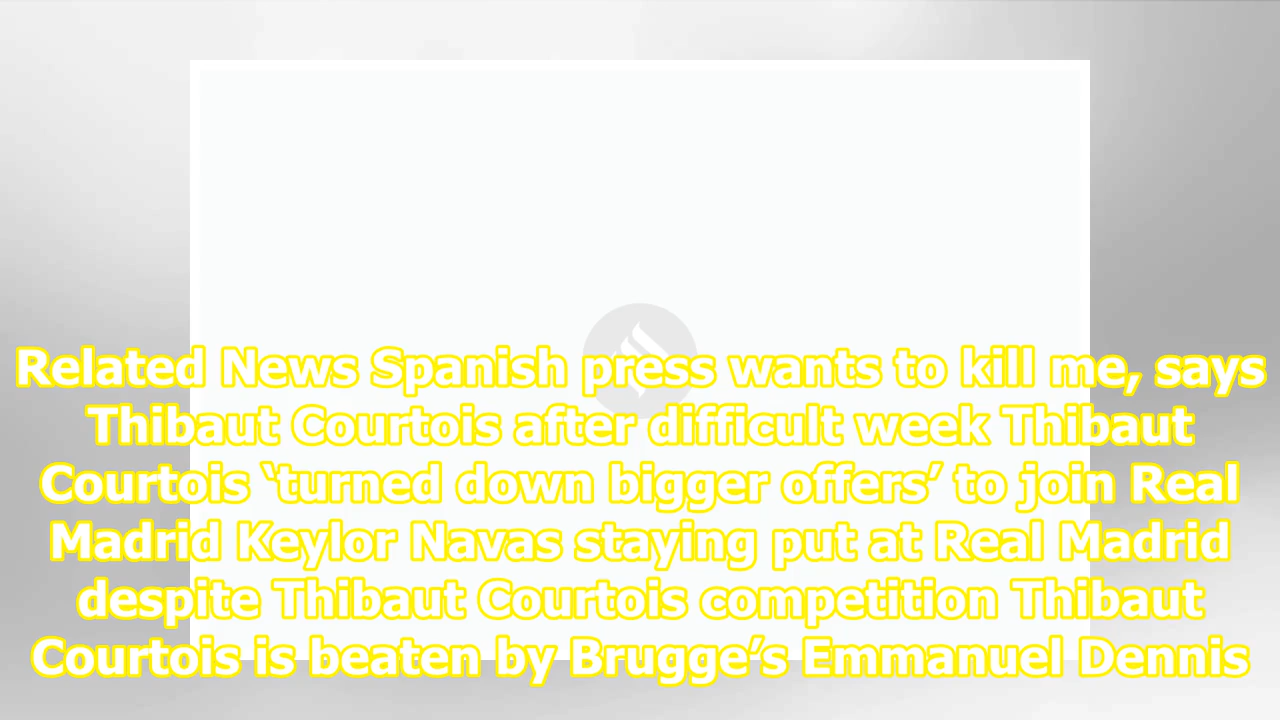 Related News Spanish press wants to kill me, says
Thibaut Courtois after difficult week Thibaut
Courtois ‘turned down bigger offers’ to join Real
Madrid Keylor Navas staying put at Real Madrid
despite Thibaut Courtois competition Thibaut
Courtois is beaten by Brugge’s Emmanuel Dennis